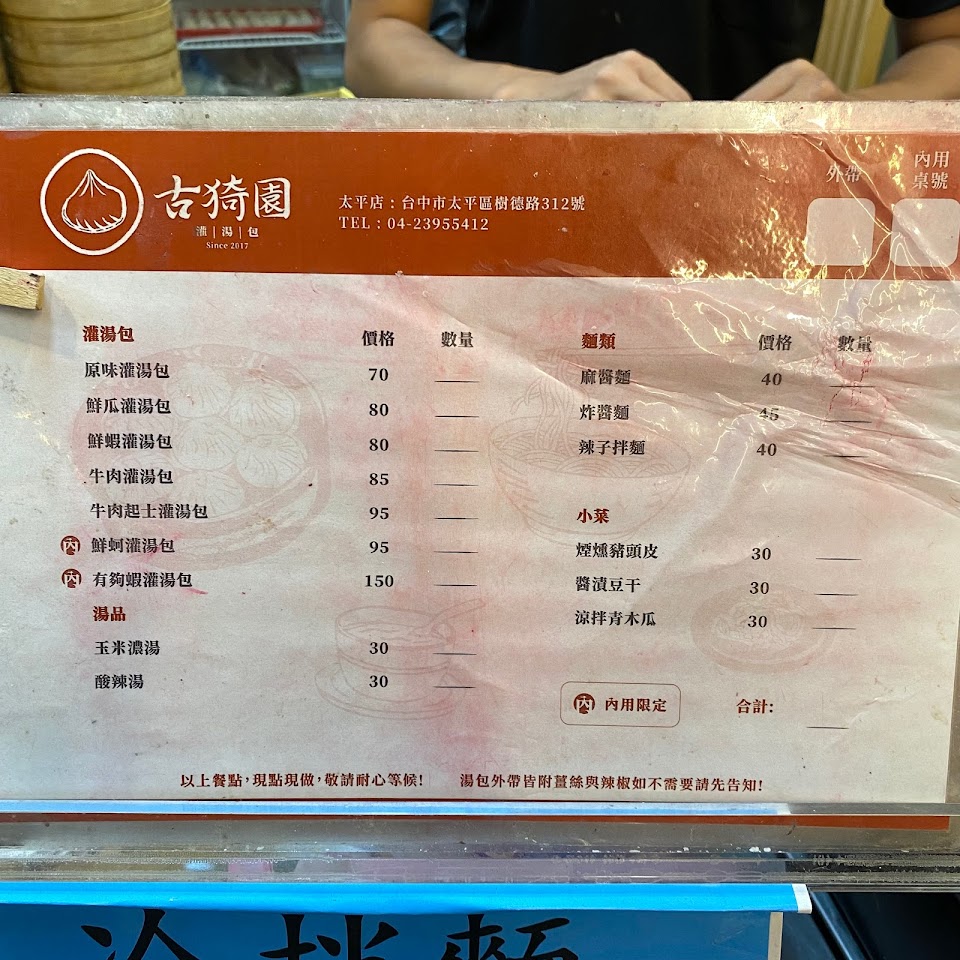 古猗園
灌|湯|包
Since 2017
太平店：台中市太平區樹德路312號
TEL：04-23955412
外帶
內用
桌號
灌湯包 價格 數量
原味灌湯包 70
鮮瓜灌湯包 80
鮮蝦灌湯包 80
牛肉灌湯包 85
牛肉起士灌湯包 95
內 鮮蚵灌湯包 95
內 有夠蝦灌湯包 150
湯品
玉米濃湯 30
酸辣湯 30
麵類 價格 數量
麻醬麵 40
炸醬麵 45
辣子拌麵 40
小菜
煙燻豬頭皮 30
醬漬豆干 30
涼拌青木瓜 30
內 內用限定
合計:
以上餐點，現點現做，敬請耐心等候!
湯包外帶皆附薑絲與辣椒如不需要請先告知!